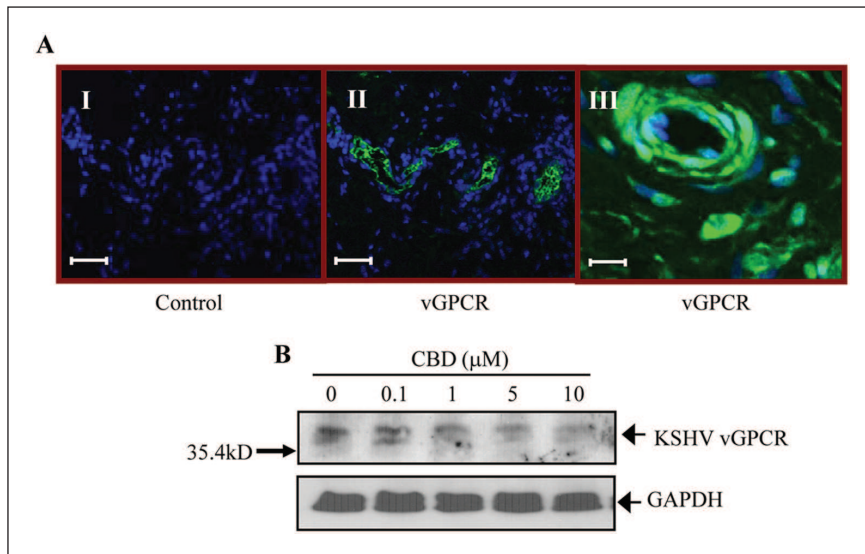 A
I II III
Control vGPCR vGPCR
B
CBD (μM)
0 0.1 1 5 10
KSHV vGPCR
35.4kD
GAPDH